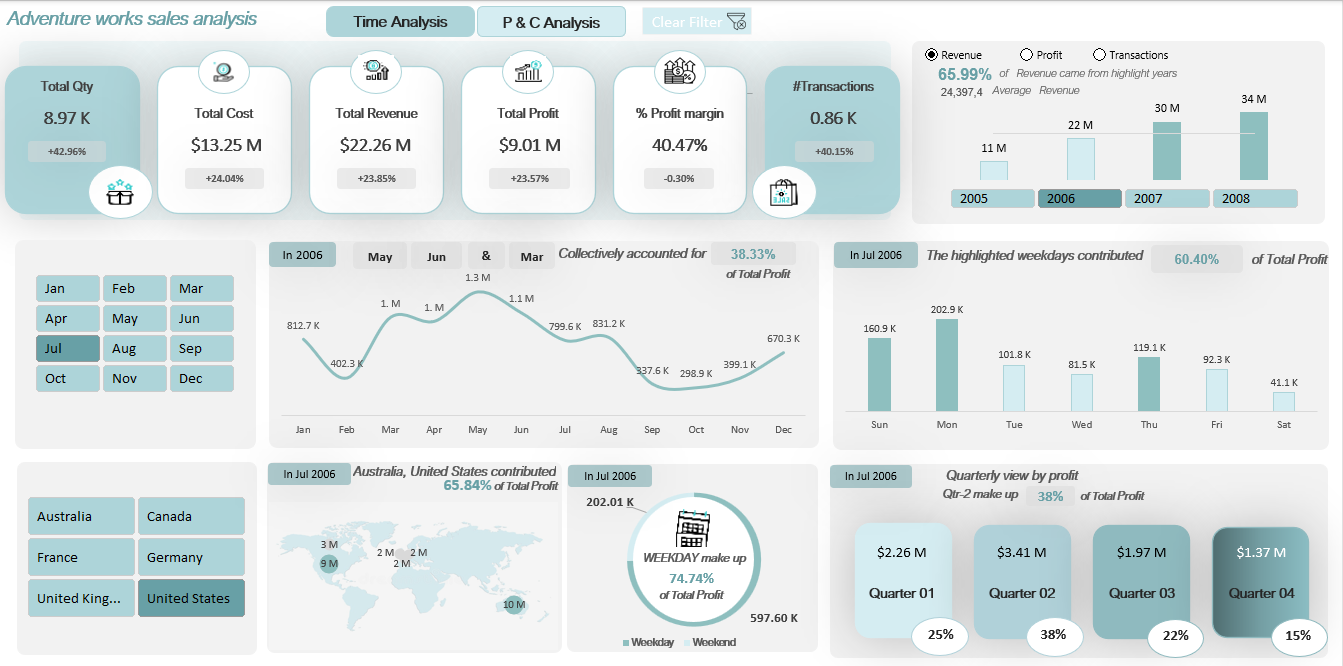 Adventure works sales analysis
Time Analysis
P & C Analysis
Clear Filter
Total Qty
8.97 K
+42.96%
Total Cost
$13.25 M
+24.04%
Total Revenue
$22.26 M
+23.85%
Total Profit
$9.01 M
+23.57%
% Profit margin
40.47%
-0.30%
#Transactions
0.86 K
+40.15%
SALE
Revenue
Profit
Transactions
65.99% of Revenue came from highlight years
24,397,4 Average Revenue
11 M
22 M
30 M
34 M
2005
2006
2007
2008
Jan
Feb
Mar
Apr
May
Jun
Jul
Aug
Sep
Oct
Nov
Dec
In 2006
May
Jun
&
Mar
Collectively accounted for
38.33%
of Total Profit
812.7 K
402.3 K
1. M
1. M
1.3 M
1.1 M
799.6 K
831.2 K
337.6 K
298.9 K
399.1 K
670.3 K
Jan
Feb
Mar
Apr
May
Jun
Jul
Aug
Sep
Oct
Nov
Dec
In Jul 2006
The highlighted weekdays contributed
60.40%
of Total Profit
160.9 K
202.9 K
101.8 K
81.5 K
119.1 K
92.3 K
41.1 K
Sun
Mon
Tue
Wed
Thu
Fri
Sat
Australia
Canada
France
Germany
United King...
United States
In Jul 2006
Australia, United States contributed
65.84% of Total Profit
3 M
9 M
2 M
2 M
2 M
10 M
In Jul 2006
202.01 K
WEEKDAY make up
74.74%
of Total Profit
597.60 K
Weekday
Weekend
In Jul 2006
Quarterly view by profit
Qtr-2 make up
38%
of Total Profit
$2.26 M
Quarter 01
25%
$3.41 M
Quarter 02
38%
$1.97 M
Quarter 03
22%
$1.37 M
Quarter 04
15%